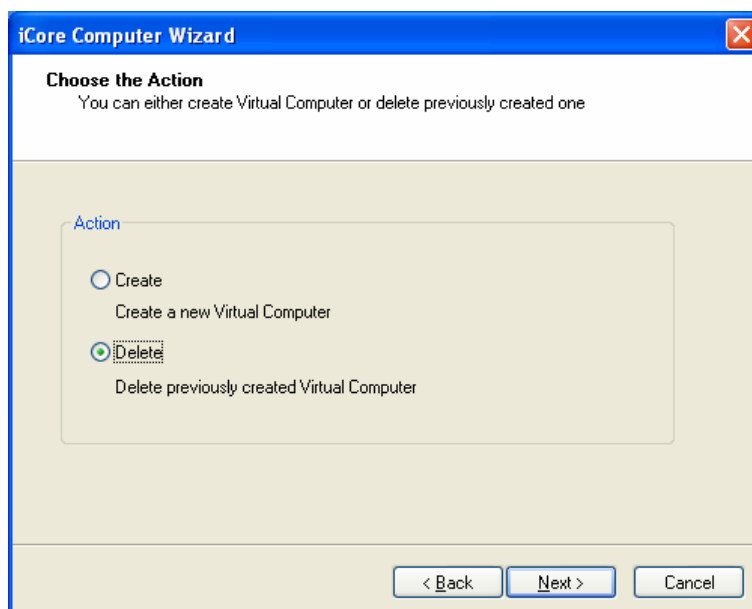 iCore Computer Wizard
Choose the Action
You can either create Virtual Computer or delete previously created one
Action
Create
Create a new Virtual Computer
Delete
Delete previously created Virtual Computer
< Back
Next >
Cancel